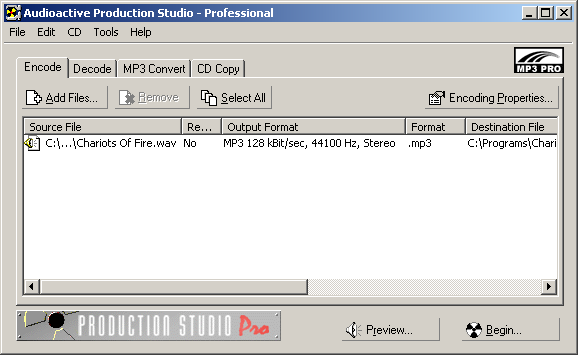 Audioactive Production Studio - Professional
File Edit CD Tools Help
MP3 PRO
Encode Decode MP3 Convert CD Copy
Add Files... Remove Select All Encoding Properties...
Source File Re... Output Format Format Destination File
C:\...\Chariots Of Fire.wav No MP3 128 kBit/sec, 44100 Hz, Stereo .mp3 C:\Programs\Chari
PRODUCTION STUDIO Pro Preview... Begin...